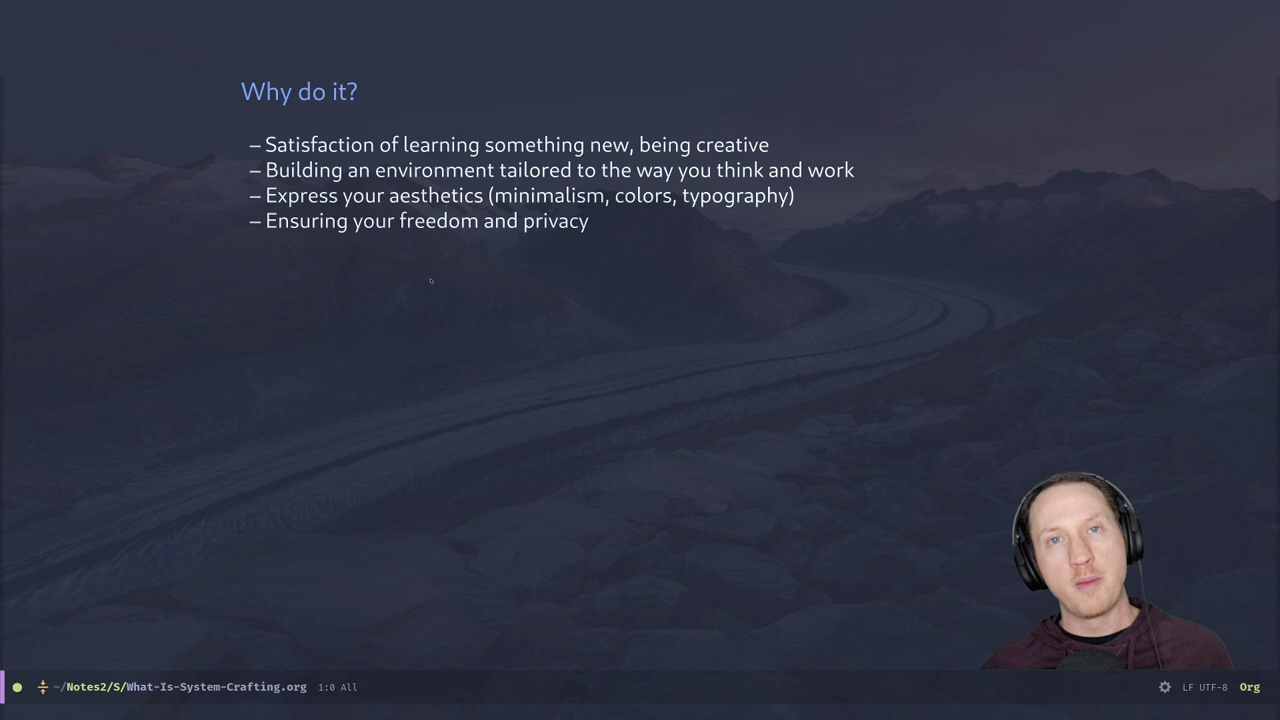 Why do it?
– Satisfaction of learning something new, being creative
– Building an environment tailored to the way you think and work
– Express your aesthetics (minimalism, colors, typography)
– Ensuring your freedom and privacy
~/Notes2/S/What-Is-System-Crafting.org 1:0 All LF UTF-8 Org